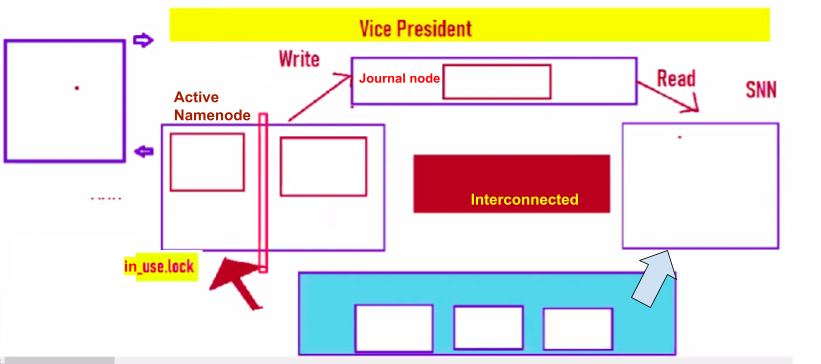 Vice President
Write
Journal node
Read
SNN
Active
Namenode
Interconnected
in_use.lock